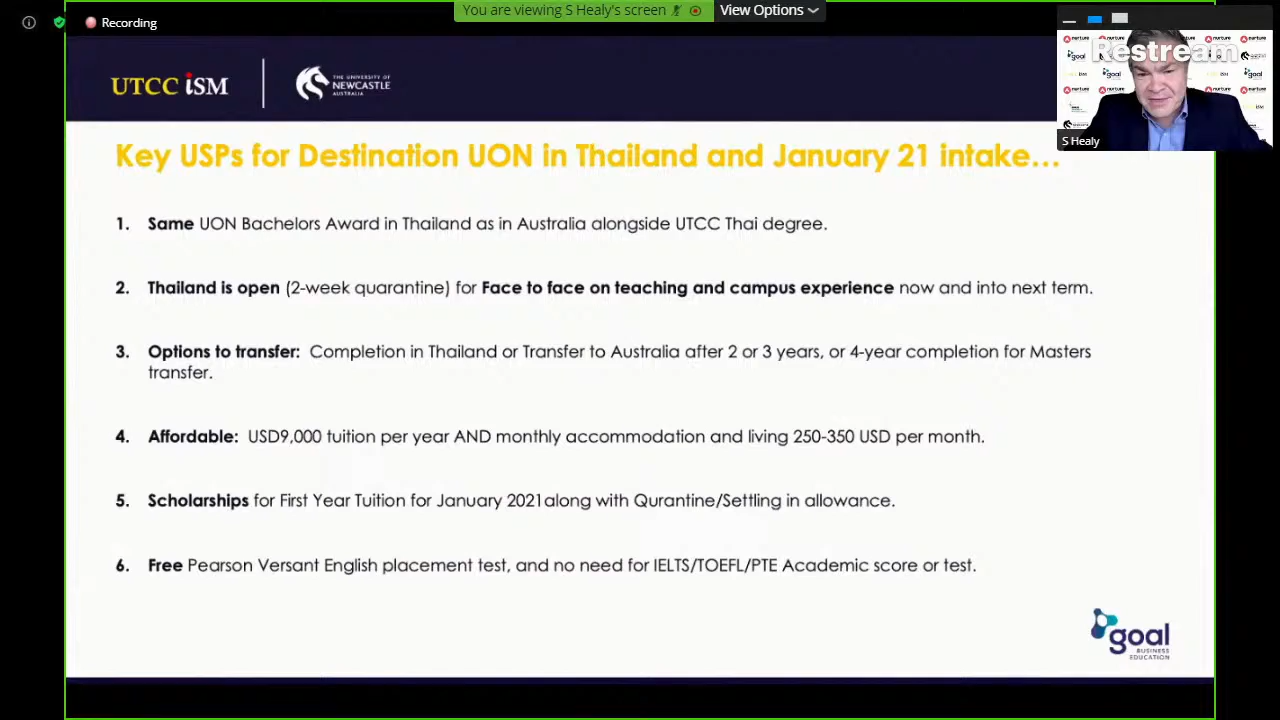 You are viewing S Healy's screen
View Options
Recording
Restream
S Healy
UTCC iSM
THE UNIVERSITY OF
NEWCASTLE
AUSTRALIA
Key USPs for Destination UON in Thailand and January 21 intake…
1. Same UON Bachelors Award in Thailand as in Australia alongside UTCC Thai degree.
2. Thailand is open (2-week quarantine) for Face to face on teaching and campus experience now and into next term.
3. Options to transfer: Completion in Thailand or Transfer to Australia after 2 or 3 years, or 4-year completion for Masters
transfer.
4. Affordable: USD9,000 tuition per year AND monthly accommodation and living 250-350 USD per month.
5. Scholarships for First Year Tuition for January 2021along with Qurantine/Settling in allowance.
6. Free Pearson Versant English placement test, and no need for IELTS/TOEFL/PTE Academic score or test.
goal
BUSINESS
EDUCATION